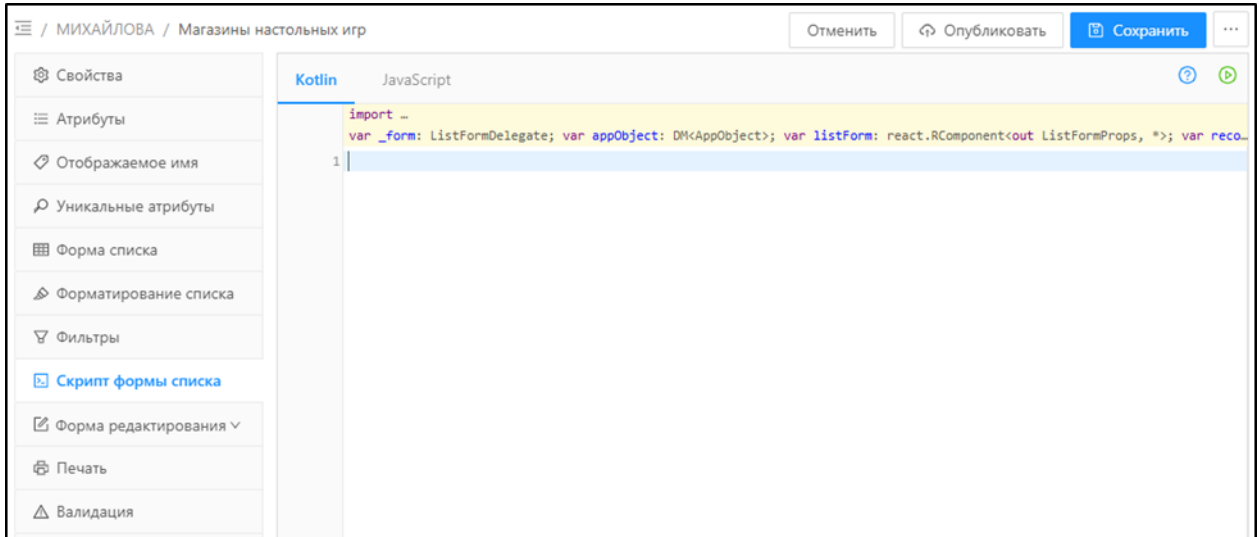 / МИХАЙЛОВА / Магазины настольных игр
Отменить
Опубликовать
Сохранить
...
Свойства
Атрибуты
Отображаемое имя
Уникальные атрибуты
Форма списка
Форматирование списка
Фильтры
Скрипт формы списка
Форма редактирования
Печать
Валидация
Kotlin JavaScript
import …
var _form: ListFormDelegate; var appObject: DM<AppObject>; var listForm: react.RComponent<out ListFormProps, *>; var reco…
1